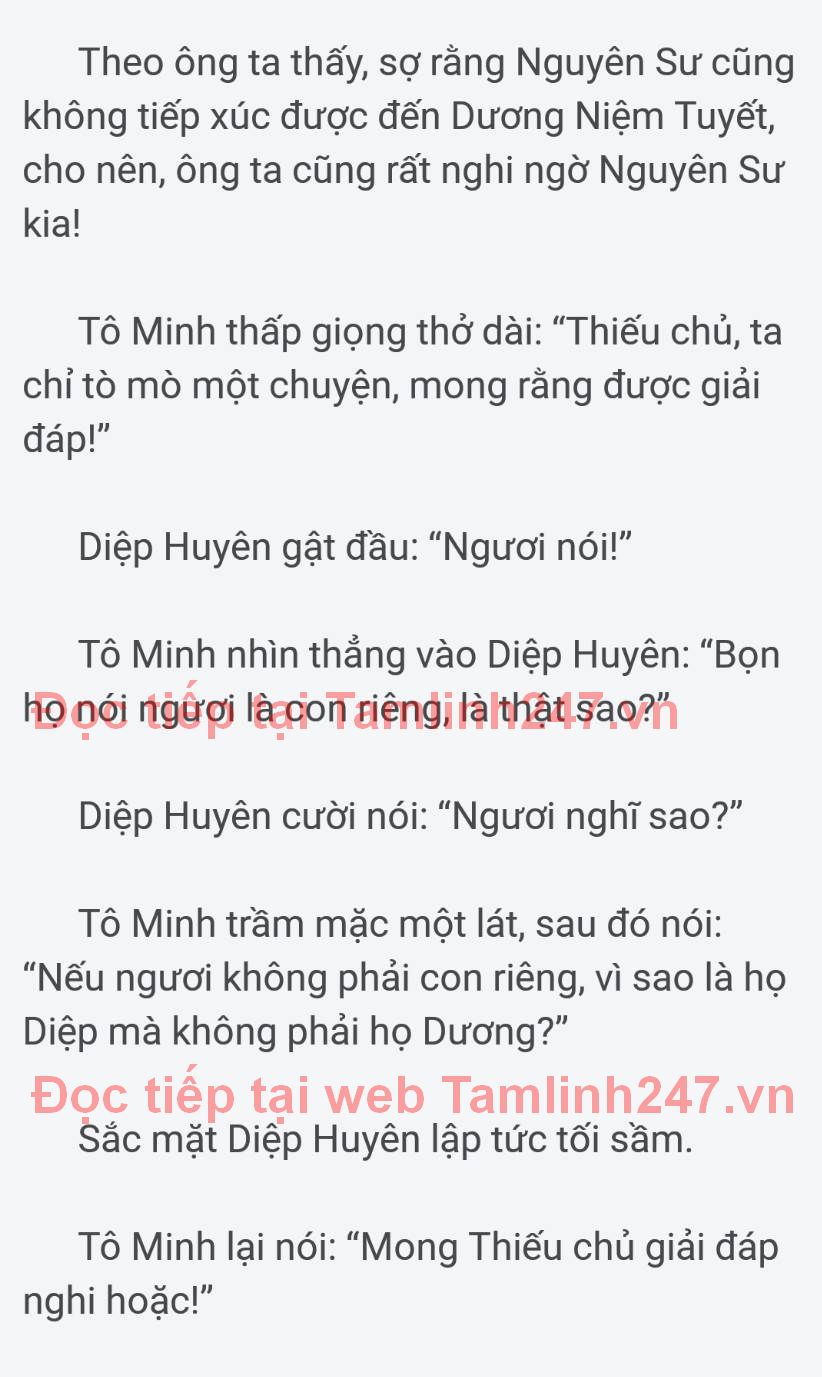 Theo ông ta thấy, sợ rằng Nguyên Sư cũng
không tiếp xúc được đến Dương Niệm Tuyết,
cho nên, ông ta cũng rất nghi ngờ Nguyên Sư
kia!
Tô Minh thấp giọng thở dài: “Thiếu chủ, ta
chỉ tò mò một chuyện, mong rằng được giải
đáp!”
Diệp Huyên gật đầu: “Ngươi nói!”
Tô Minh nhìn thẳng vào Diệp Huyên: “Bọn
họ nói ngươi là con riêng, là thật sao?”
Đọc tiếp tại Tamlinh247.vn
Diệp Huyên cười nói: “Ngươi nghĩ sao?”
Tô Minh trầm mặc một lát, sau đó nói:
“Nếu ngươi không phải con riêng, vì sao là họ
Diệp mà không phải họ Dương?”
Đọc tiếp tại web Tamlinh247.vn
Sắc mặt Diệp Huyên lập tức tối sầm.
Tô Minh lại nói: “Mong Thiếu chủ giải đáp
nghi hoặc!”